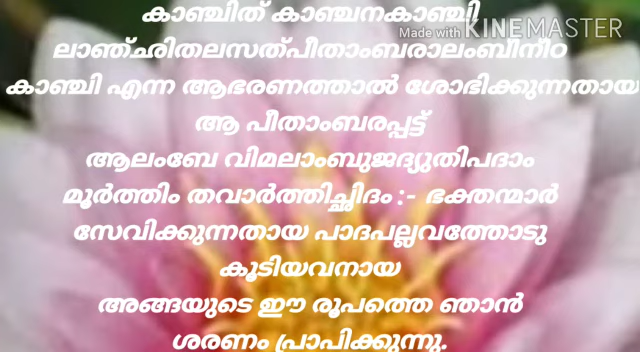 കാഞ്ചിത് കാഞ്ചനകാഞ്ചി
Made with KINEMASTER
ലാഞ്ഛിതലസത്പീതാംബരാലംബിനീഠ
കാഞ്ചി എന്ന ആഭരണത്താൽ ശോഭിക്കുന്നതായ
ആ പീതാംബരപ്പട്ട്
ആലംബേ വിമലാംബുജദ്യുതിപദാം
മൂർത്തിം തവാർത്തിച്ഛിദം :- ഭക്തന്മാർ
സേവിക്കുന്നതായ പാദപല്ലവത്തോടു
കൂടിയവനായ
അങ്ങയുടെ ഈ രൂപത്തെ ഞാൻ
ശരണം പ്രാപിക്കുന്നു.